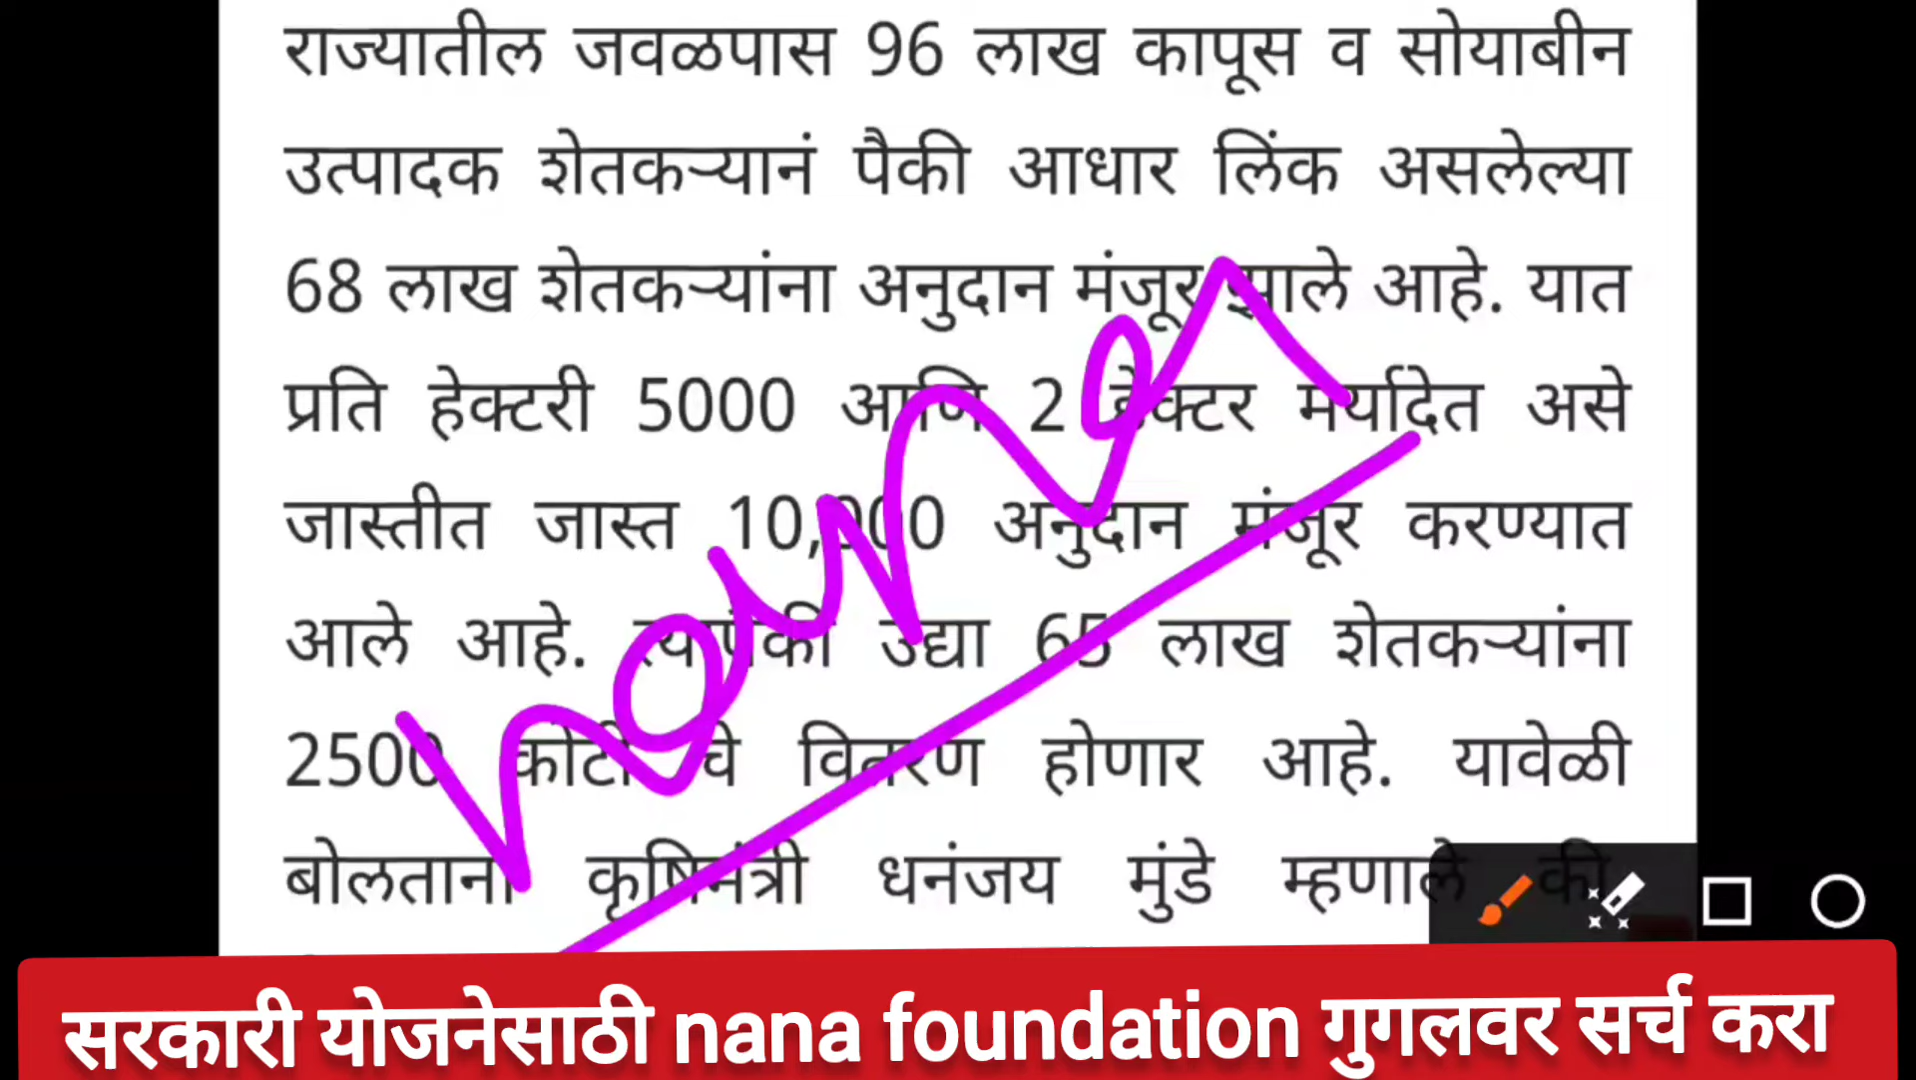 राज्यातील जवळपास 96 लाख कापूस व सोयाबीन
उत्पादक शेतकऱ्यानं पैकी आधार लिंक असलेल्या
68 लाख शेतकऱ्यांना अनुदान मंजूर झाले आहे. यात
प्रति हेक्टरी 5000 आणि 2 हेक्टर मर्यादेत असे
जास्तीत जास्त 10,000 अनुदान मंजूर करण्यात
आले आहे. त्यापैकी उद्या 65 लाख शेतकऱ्यांना
2500 कोटी चे वितरण होणार आहे. यावेळी
बोलताना कृषिमंत्री धनंजय मुंडे म्हणाले की
सरकारी योजनेसाठी nana foundation गुगलवर सर्च करा